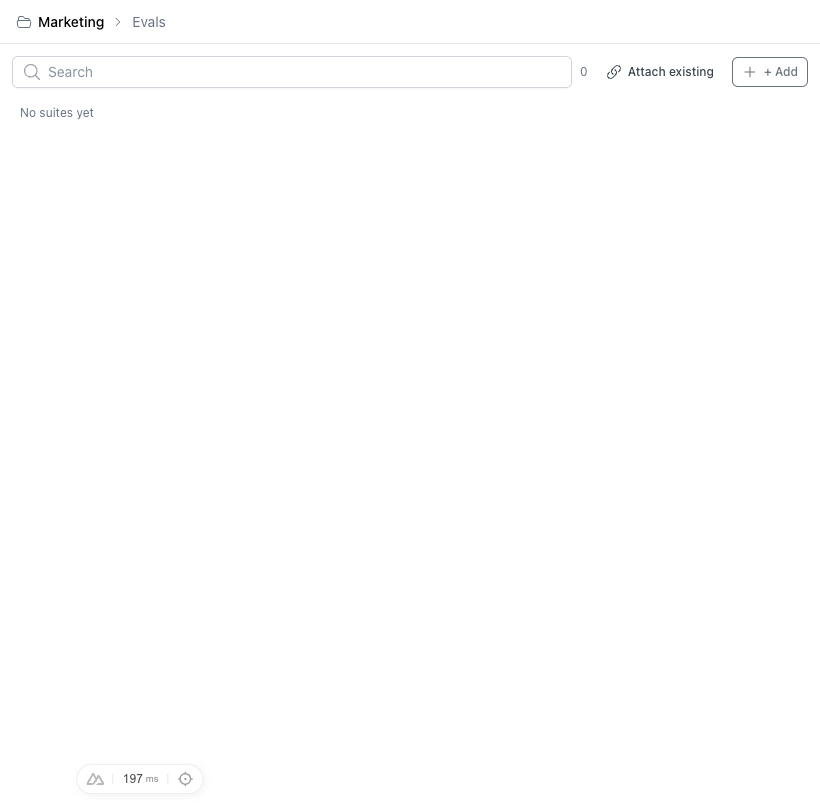 Marketing > Evals
Search
0
Attach existing
+ Add
No suites yet
197 ms